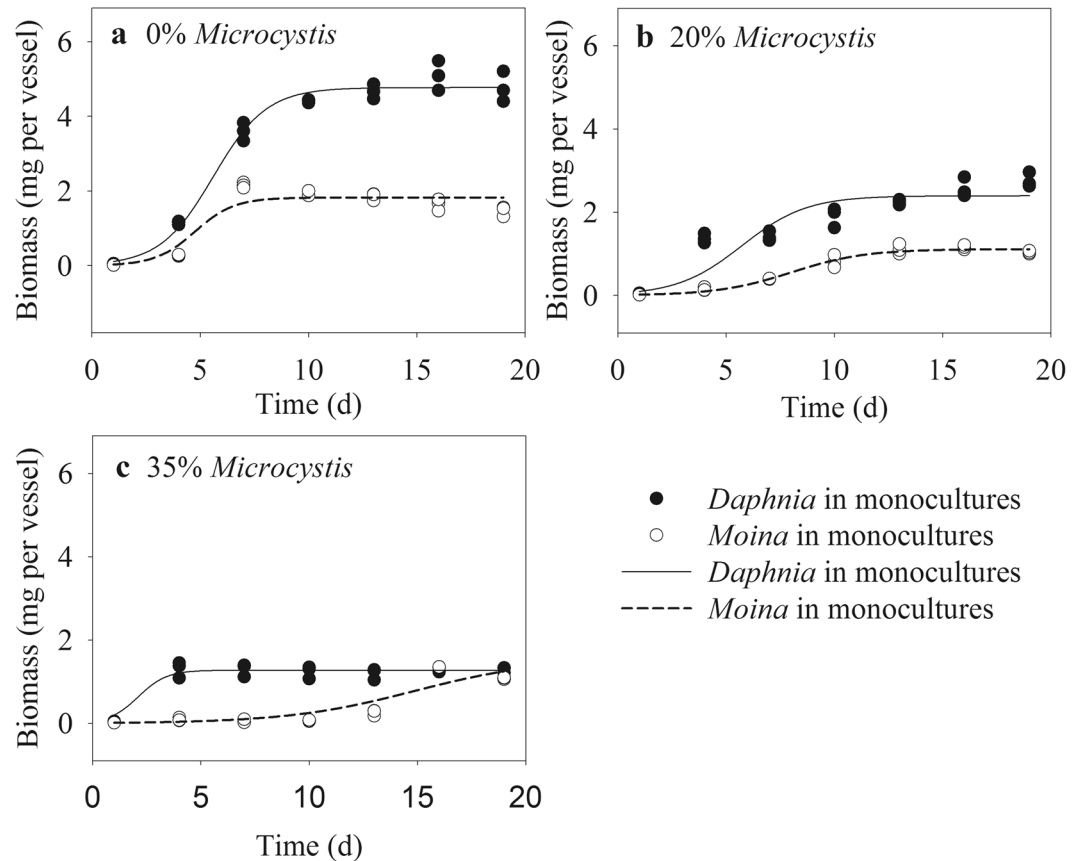 a 0% Microcystis
6
4
2
0
Biomass (mg per vessel)
0 5 10 15 20
Time (d)
b 20% Microcystis
6
4
2
0
Biomass (mg per vessel)
0 5 10 15 20
Time (d)
c 35% Microcystis
6
4
2
0
Biomass (mg per vessel)
0 5 10 15 20
Time (d)
Daphnia in monocultures
Moina in monocultures
Daphnia in monocultures
Moina in monocultures